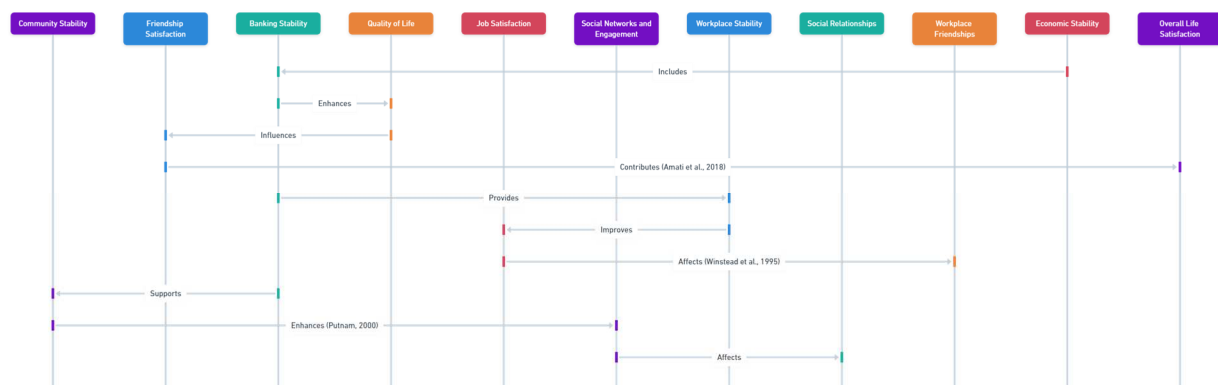 Community Stability
Friendship
Satisfaction
Banking Stability
Quality of Life
Job Satisfaction
Social Networks and
Engagement
Workplace Stability
Social Relationships
Workplace
Friendships
Economic Stability
Overall Life
Satisfaction
Includes
Enhances
Influences
Contributes (Amati et al., 2018)
Provides
Improves
Affects (Winstead et al., 1995)
Supports
Enhances (Putnam, 2000)
Affects